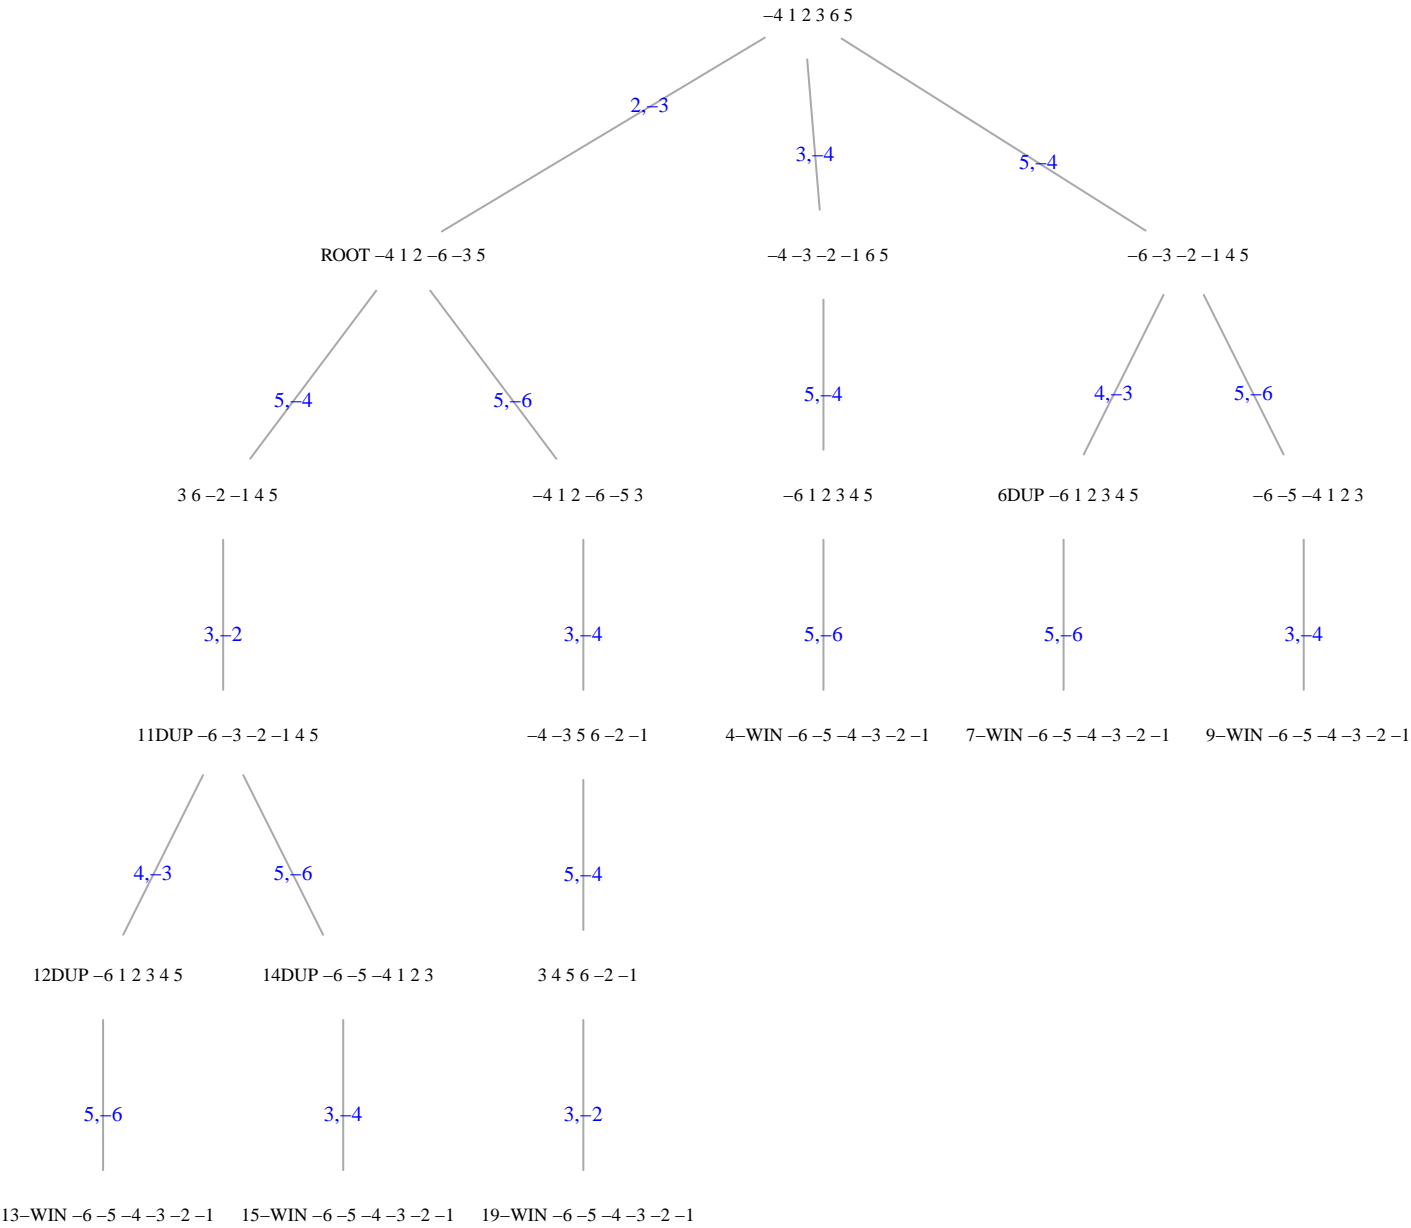 –4 1 2 3 6 5
2,–3
3,–4
5,–4
ROOT –4 1 2 –6 –3 5
–4 –3 –2 –1 6 5
–6 –3 –2 –1 4 5
5,–4
5,–6
5,–4
4,–3
5,–6
3 6 –2 –1 4 5
–4 1 2 –6 –5 3
–6 1 2 3 4 5
6DUP –6 1 2 3 4 5
–6 –5 –4 1 2 3
3,–2
3,–4
5,–6
5,–6
3,–4
11DUP –6 –3 –2 –1 4 5
–4 –3 5 6 –2 –1
4–WIN –6 –5 –4 –3 –2 –1
7–WIN –6 –5 –4 –3 –2 –1
9–WIN –6 –5 –4 –3 –2 –1
4,–3
5,–6
5,–4
12DUP –6 1 2 3 4 5
14DUP –6 –5 –4 1 2 3
3 4 5 6 –2 –1
5,–6
3,–4
3,–2
13–WIN –6 –5 –4 –3 –2 –1
15–WIN –6 –5 –4 –3 –2 –1
19–WIN –6 –5 –4 –3 –2 –1